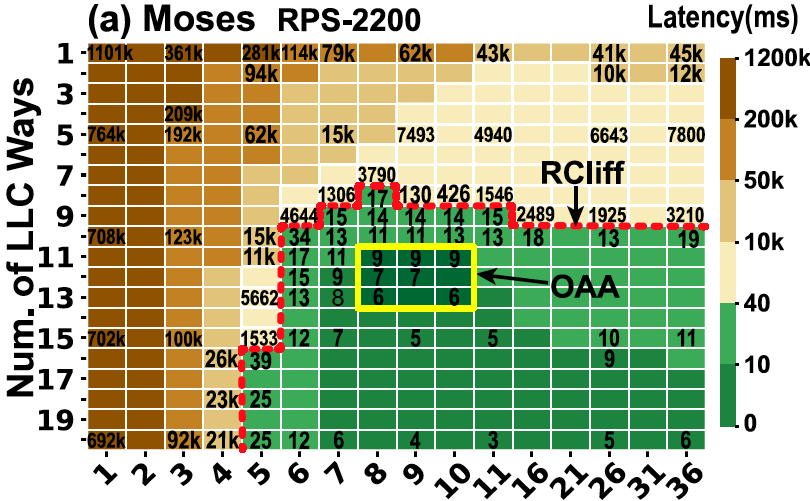 (a) Moses RPS-2200 Latency(ms)
1 1101k 361k 281k 114k 79k 62k 43k 41k 45k 1200k
94k 10k 12k
3
209k 200k
5 764k 192k 62k 15k 7493 4940 6643 7800
50k
7 3790 RCliff
1306 17 130 426 1546
9 4644 15 14 14 14 15 2489 1925 3210
708k 123k 15k 34 13 11 11 13 13 18 13 19 10k
11 11k 17 11 9 9 9
15 9 7 7 OAA
13 5662 13 8 6 6 40
15 702k 100k 1533 12 7 5 5 10 11
26k 39 9 10
17
23k 25
19
692k 92k 21k 25 12 6 4 3 5 6 0
1 2 3 4 5 6 7 8 9 10 11 16 21 26 31 36
Num. of LLC Ways